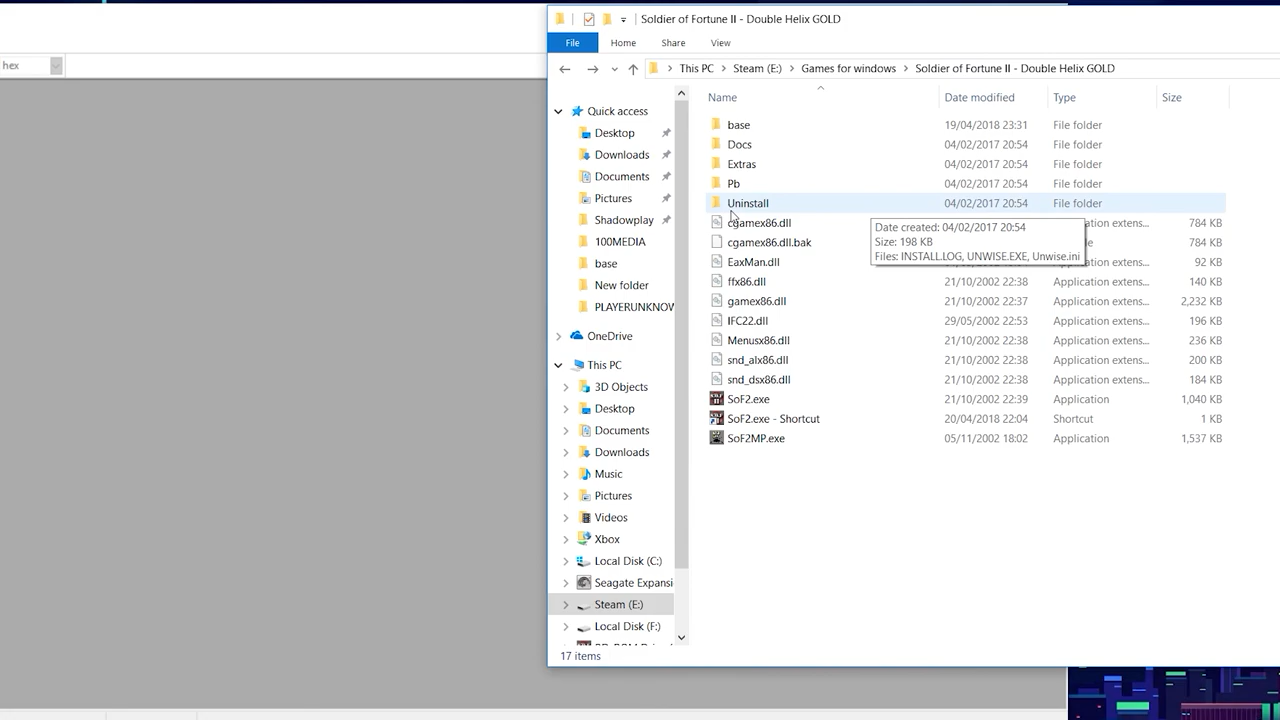 Soldier of Fortune II - Double Helix GOLD
File Home Share View
hex
This PC Steam (E:) Games for windows Soldier of Fortune II - Double Helix GOLD
Name Date modified Type Size
Quick access
Desktop
Downloads
Documents
Pictures
Shadowplay
100MEDIA
base
New folder
PLAYERUNKNOW
OneDrive
This PC
3D Objects
Desktop
Documents
Downloads
Music
Pictures
Videos
Xbox
Local Disk (C:)
Seagate Expansi
Steam (E:)
Local Disk (F:)
base 19/04/2018 23:31 File folder
Docs 04/02/2017 20:54 File folder
Extras 04/02/2017 20:54 File folder
Pb 04/02/2017 20:54 File folder
Uninstall 04/02/2017 20:54 File folder
cgamex86.dll ation extens... 784 KB
cgamex86.dll.bak 784 KB
EaxMan.dll ation extens... 92 KB
ffx86.dll 21/10/2002 22:38 Application extens... 140 KB
gamex86.dll 21/10/2002 22:37 Application extens... 2,232 KB
IFC22.dll 29/05/2002 22:53 Application extens... 196 KB
Menusx86.dll 21/10/2002 22:38 Application extens... 236 KB
snd_alx86.dll 21/10/2002 22:38 Application extens... 200 KB
snd_dsx86.dll 21/10/2002 22:38 Application extens... 184 KB
SoF2.exe 21/10/2002 22:39 Application 1,040 KB
SoF2.exe - Shortcut 20/04/2018 22:04 Shortcut 1 KB
SoF2MP.exe 05/11/2002 18:02 Application 1,537 KB
Date created: 04/02/2017 20:54
Size: 198 KB
Files: INSTALL.LOG, UNWISE.EXE, Unwise.ini
17 items